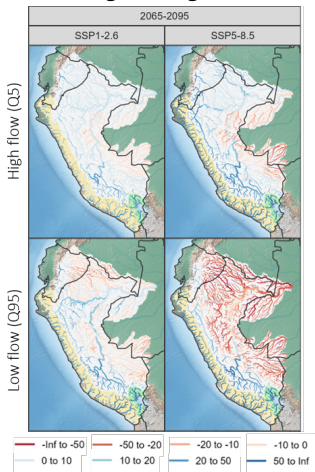 2065-2095
SSP1-2.6 SSP5-8.5
High flow (Q5)
Low flow (Q95)
-Inf to -50 -50 to -20 -20 to -10 -10 to 0
0 to 10 10 to 20 20 to 50 50 to Inf